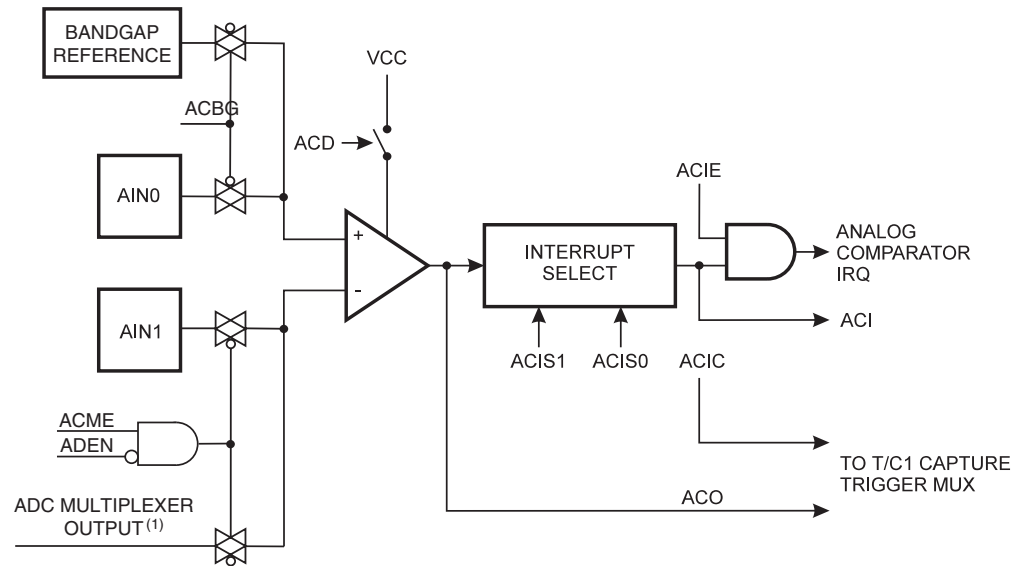 BANDGAP
REFERENCE
VCC
ACBG
ACD
AIN0
ACIE
+
INTERRUPT
SELECT
ANALOG
COMPARATOR
IRQ
-
AIN1
ACI
ACIS1
ACIS0
ACIC
ACME
ADEN
TO T/C1 CAPTURE
TRIGGER MUX
ADC MULTIPLEXER
OUTPUT (1)
ACO